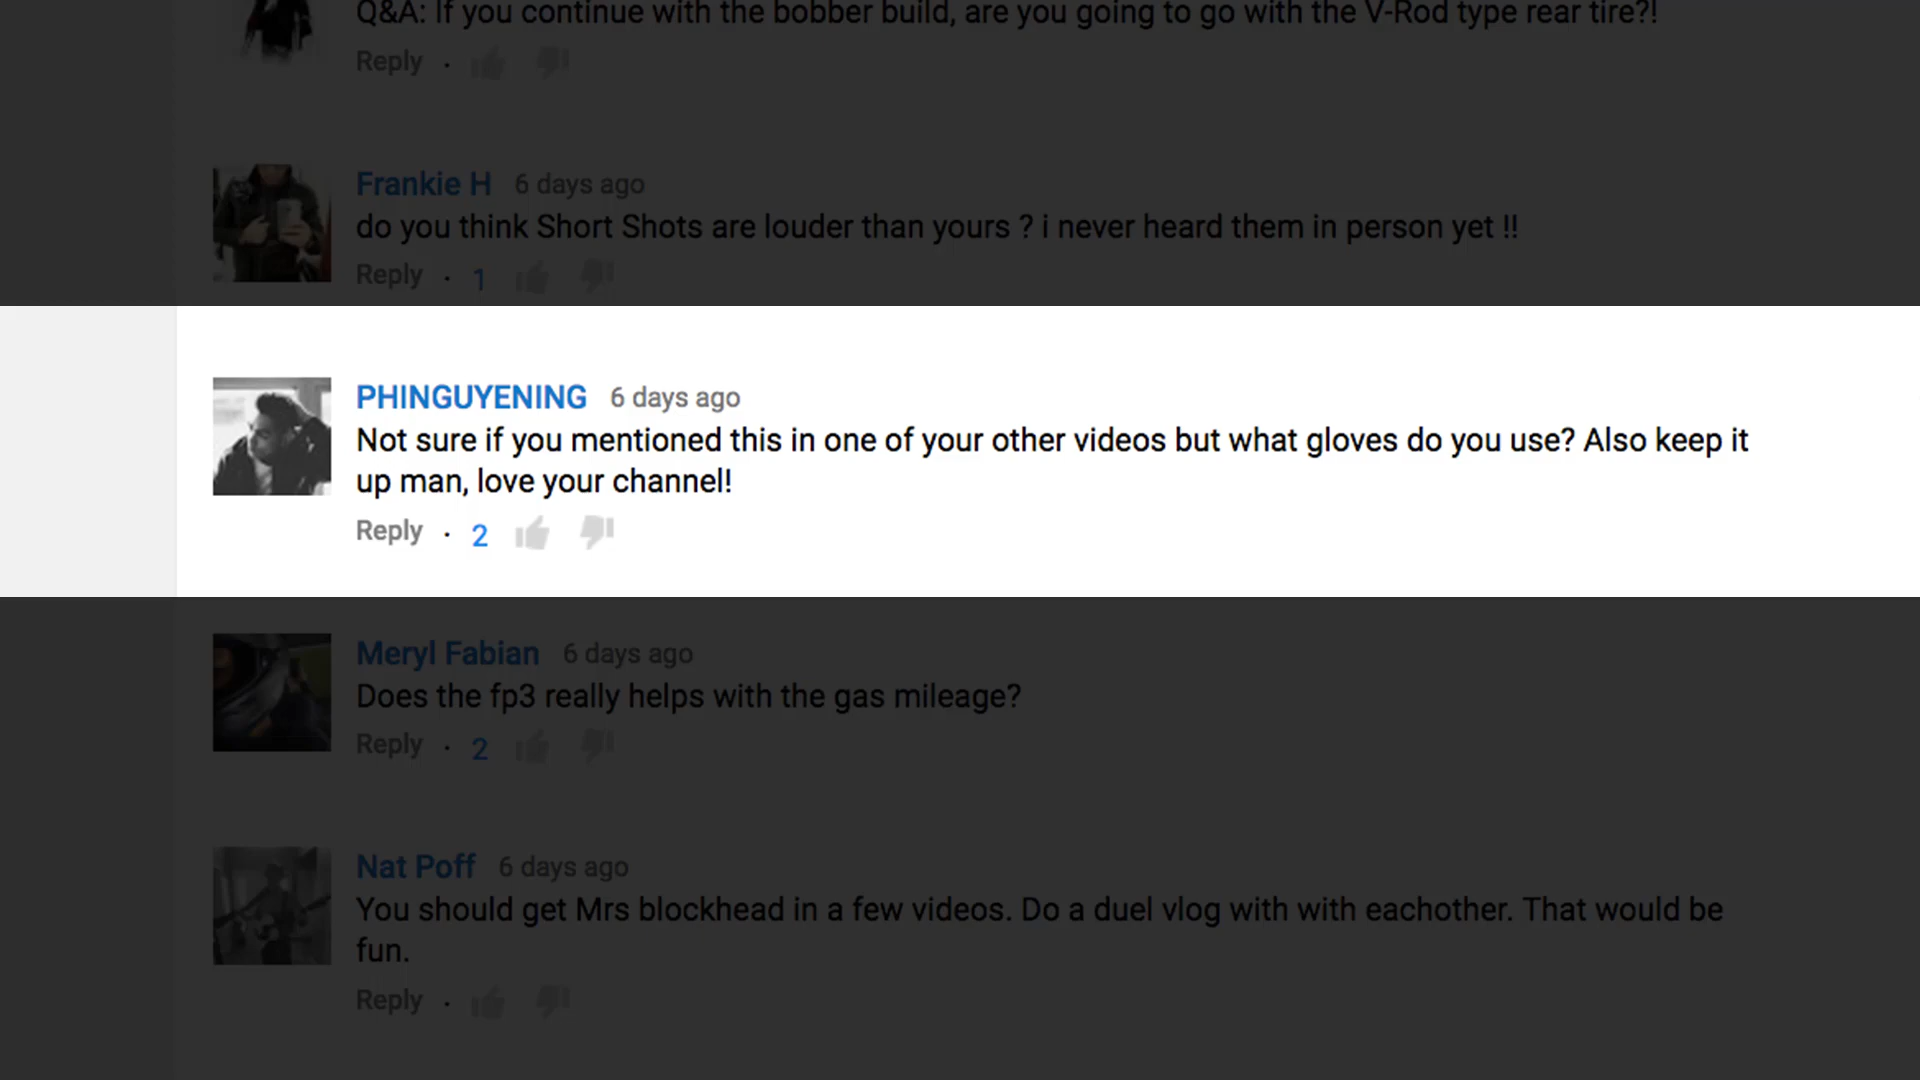 Q&A: If you continue with the bobber build, are you going to go with the V-Rod type rear tire?!
Reply ·
Frankie H 6 days ago
do you think Short Shots are louder than yours ? i never heard them in person yet !!
Reply · 1
PHINGUYENING 6 days ago
Not sure if you mentioned this in one of your other videos but what gloves do you use? Also keep it
up man, love your channel!
Reply · 2
Meryl Fabian 6 days ago
Does the fp3 really helps with the gas mileage?
Reply · 2
Nat Poff 6 days ago
You should get Mrs blockhead in a few videos. Do a duel vlog with with eachother. That would be
fun.
Reply ·